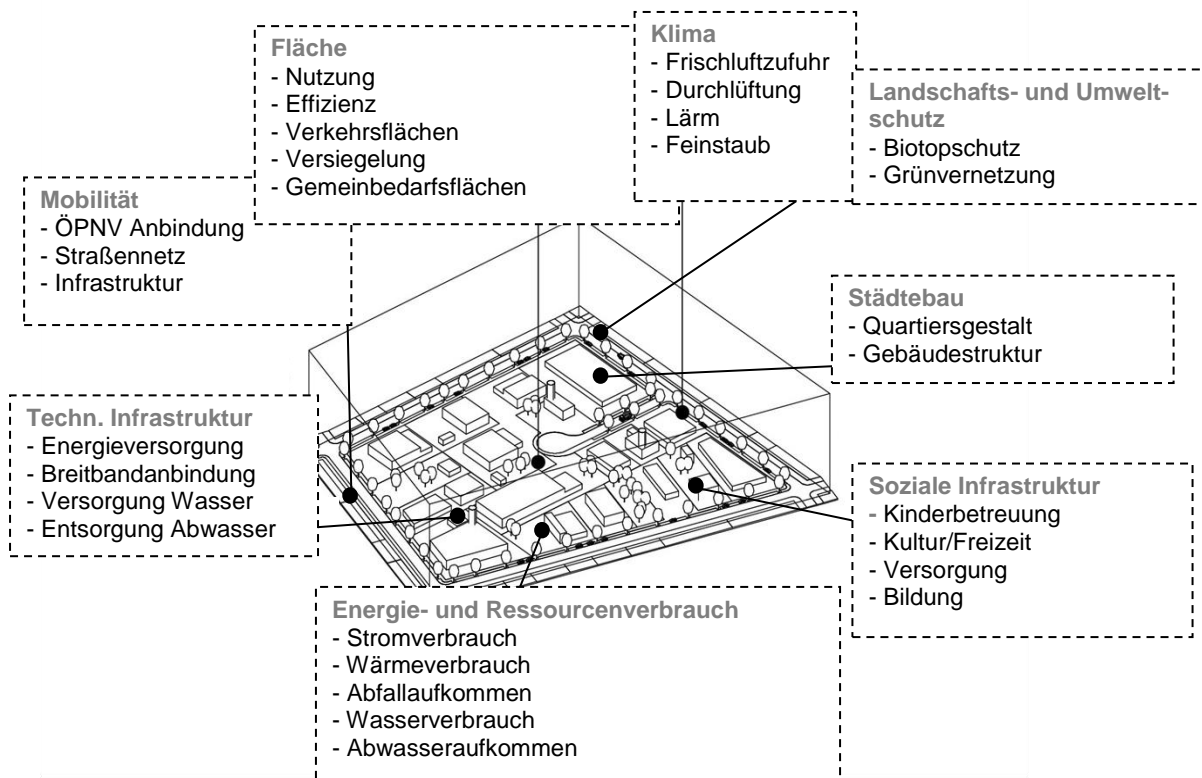 Fläche
- Nutzung
- Effizienz
- Verkehrsflächen
- Versiegelung
- Gemeinbedarfsflächen
Klima
- Frischluftzufuhr
- Durchlüftung
- Lärm
- Feinstaub
Landschafts- und Umwelt-
schutz
- Biotopschutz
- Grünvernetzung
Mobilität
- ÖPNV Anbindung
- Straßennetz
- Infrastruktur
Städtebau
- Quartiersgestalt
- Gebäudestruktur
Techn. Infrastruktur
- Energieversorgung
- Breitbandanbindung
- Versorgung Wasser
- Entsorgung Abwasser
Soziale Infrastruktur
- Kinderbetreuung
- Kultur/Freizeit
- Versorgung
- Bildung
Energie- und Ressourcenverbrauch
- Stromverbrauch
- Wärmeverbrauch
- Abfallaufkommen
- Wasserverbrauch
- Abwasseraufkommen